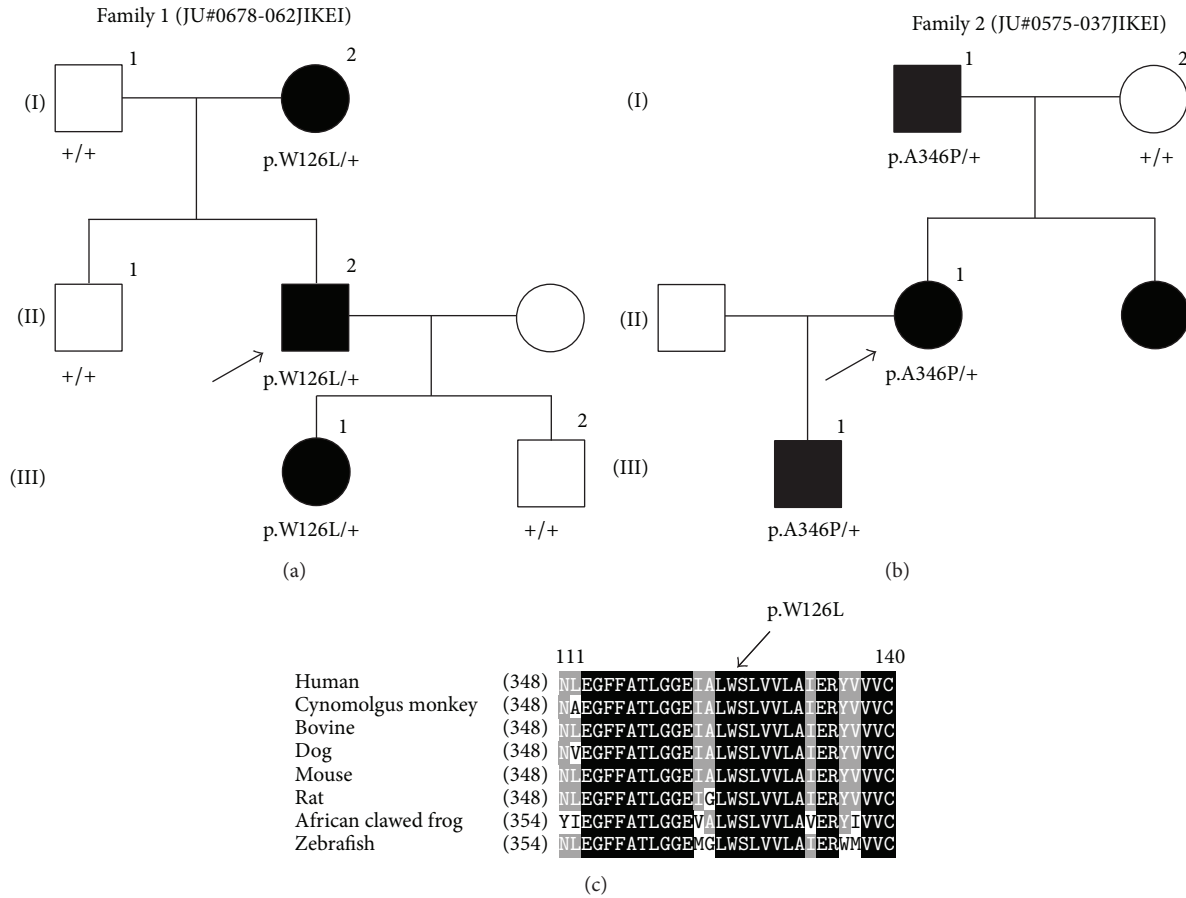 Family 1 (JU#0678-062JIKEI)
1
2
(I)
+/+
p.W126L/+
1
2
(II)
+/+
p.W126L/+
1
2
(III)
p.W126L/+
+/+
(a)
Family 2 (JU#0575-037JIKEI)
1
2
(I)
p.A346P/+
+/+
1
(II)
p.A346P/+
1
(III)
p.A346P/+
(b)
p.W126L
111 140
Human (348) NLEGFFATLGGEIALWSLVVLAIERYVVVC
Cynomolgus monkey (348) NAEGFFATLGGEIALWSLVVLAIERYVVVC
Bovine (348) NLEGFFATLGGEIALWSLVVLAIERYVVVC
Dog (348) NVEGFFATLGGEIALWSLVVLAIERYVVVC
Mouse (348) NLEGFFATLGGEIALWSLVVLAIERYVVVC
Rat (348) NLEGFFATLGGEIGLWSLVVLAIERYVVVC
African clawed frog (354) YIEGFFATLGGEVALWSLVVLAVERYIVVC
Zebrafish (354) NLEGFFATLGGEMGLWSLVVLAIERWMVVC
(c)